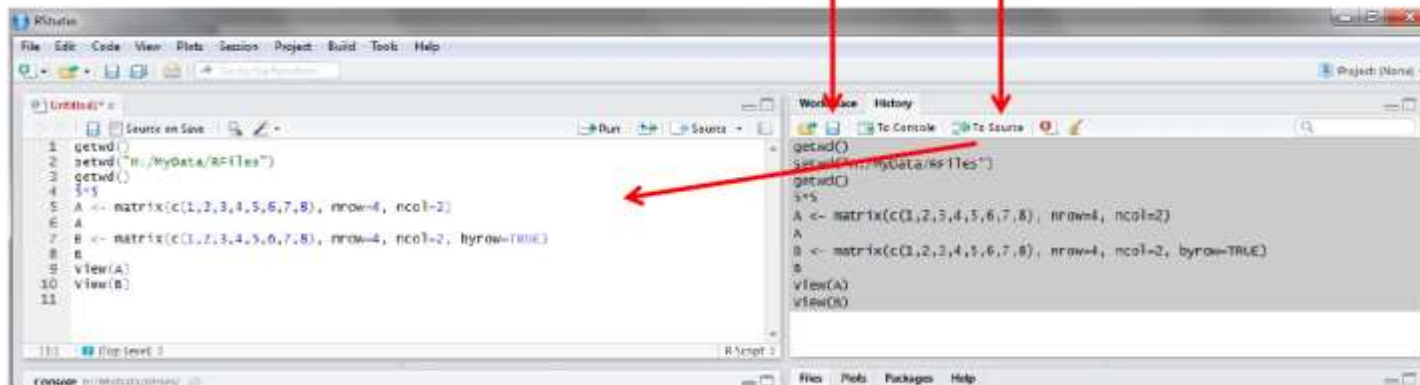 RStudio
File Edit Code View Plots Session Project Build Tools Help
Go to file/function
Project: (None)
Untitled1* ×
Source on Save
Run
Source
1 getwd()
2 setwd("H:/MyData/RFiles")
3 getwd()
4 5*5
5 A <- matrix(c(1,2,3,4,5,6,7,8), nrow=4, ncol=2)
6 A
7 B <- matrix(c(1,2,3,4,5,6,7,8), nrow=4, ncol=2, byrow=TRUE)
8 B
9 View(A)
10 View(B)
11
11:1 (Top Level)
R Script
Console
Workspace History
To Console To Source
getwd()
setwd("H:/MyData/RFiles")
getwd()
5*5
A <- matrix(c(1,2,3,4,5,6,7,8), nrow=4, ncol=2)
A
B <- matrix(c(1,2,3,4,5,6,7,8), nrow=4, ncol=2, byrow=TRUE)
B
View(A)
View(B)
Files Plots Packages Help